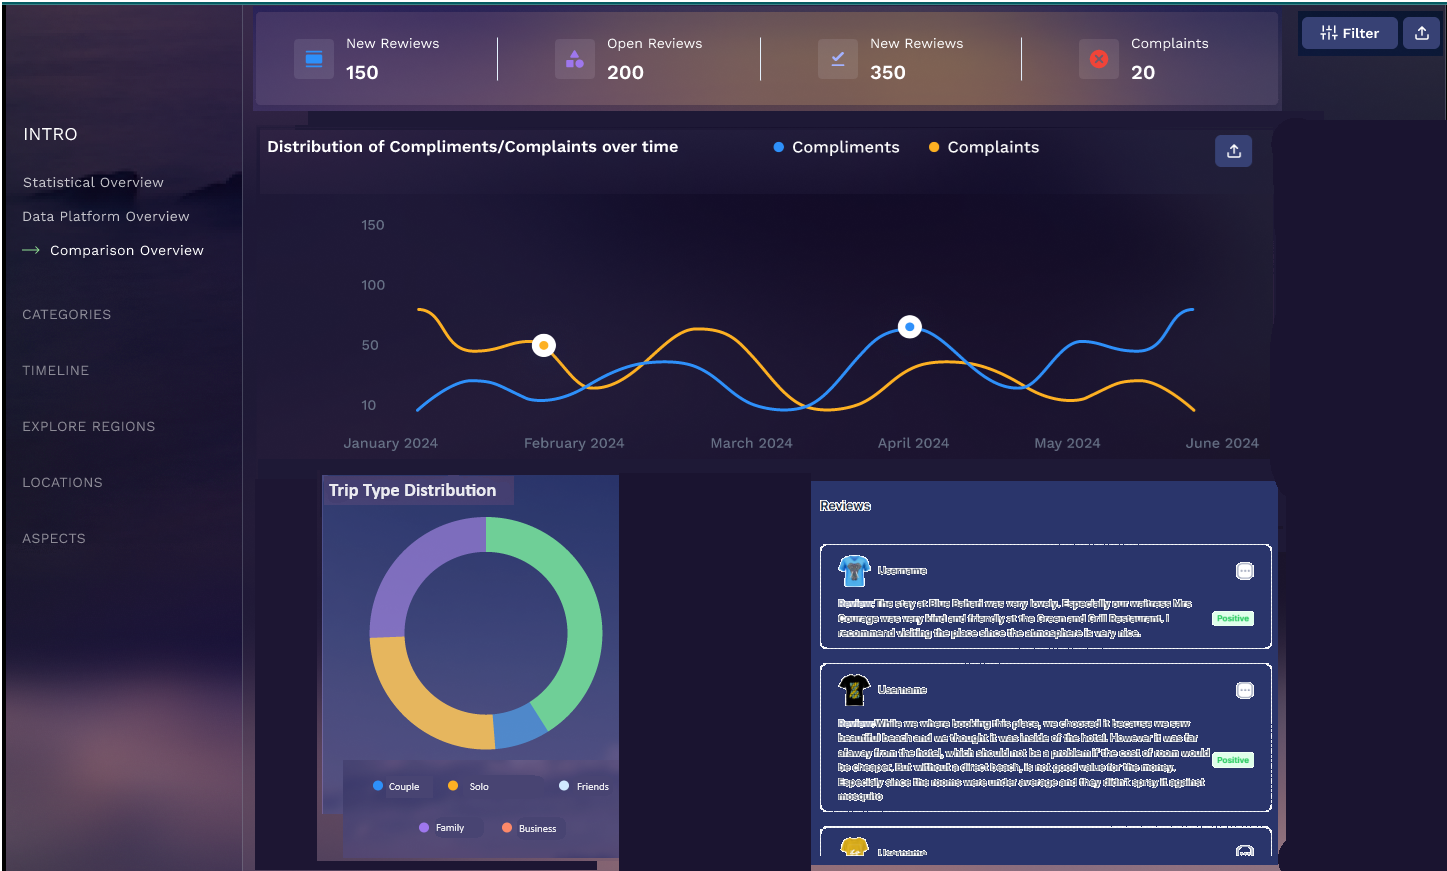 New Rewiews
150
Open Reviews
200
New Rewiews
350
Complaints
20
Filter
INTRO
Statistical Overview
Data Platform Overview
Comparison Overview
CATEGORIES
TIMELINE
EXPLORE REGIONS
LOCATIONS
ASPECTS
Distribution of Compliments/Complaints over time
Compliments
Complaints
150
100
50
10
January 2024
February 2024
March 2024
April 2024
May 2024
June 2024
Trip Type Distribution
Couple
Solo
Friends
Family
Business
Reviews
Username
Review:The stay at Blue Bahari was very lovely. Especially our waitress Mrs
Courage was very kind and friendly at the Green and Grill Restaurant. I
recommend visiting the place since the atmosphere is very nice.
Positive
Username
Review:While we where booking this place, we choosed it because we saw
beautiful beach and we thought it was inside of the hotel. However it was far
afaway from the hotel, which should not be a problem if the cost of room would
be cheaper. But without a direct beach, is not good value for the money.
Especialy since the rooms were under average and they didn't spray it against
mosquito
Positive
Username